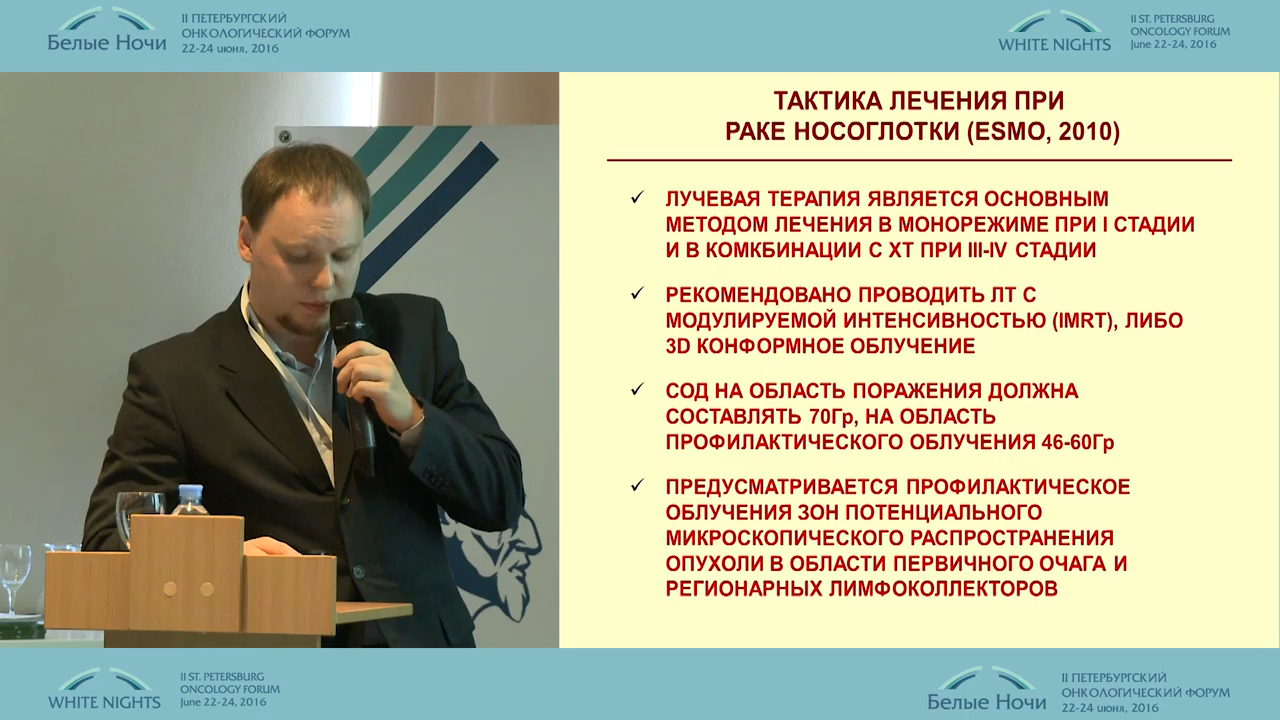 Белые Ночи
II ПЕТЕРБУРГСКИЙ
ОНКОЛОГИЧЕСКИЙ ФОРУМ
22-24 июня, 2016
WHITE NIGHTS
II ST. PETERSBURG
ONCOLOGY FORUM
June 22-24, 2016
ТАКТИКА ЛЕЧЕНИЯ ПРИ
РАКЕ НОСОГЛОТКИ (ESMO, 2010)
✓ ЛУЧЕВАЯ ТЕРАПИЯ ЯВЛЯЕТСЯ ОСНОВНЫМ
МЕТОДОМ ЛЕЧЕНИЯ В МОНОРЕЖИМЕ ПРИ I СТАДИИ
И В КОМКБИНАЦИИ С ХТ ПРИ III-IV СТАДИИ
✓ РЕКОМЕНДОВАНО ПРОВОДИТЬ ЛТ С
МОДУЛИРУЕМОЙ ИНТЕНСИВНОСТЬЮ (IMRT), ЛИБО
3D КОНФОРМНОЕ ОБЛУЧЕНИЕ
✓ СОД НА ОБЛАСТЬ ПОРАЖЕНИЯ ДОЛЖНА
СОСТАВЛЯТЬ 70Гр, НА ОБЛАСТЬ
ПРОФИЛАКТИЧЕСКОГО ОБЛУЧЕНИЯ 46-60Гр
✓ ПРЕДУСМАТРИВАЕТСЯ ПРОФИЛАКТИЧЕСКОЕ
ОБЛУЧЕНИЯ ЗОН ПОТЕНЦИАЛЬНОГО
МИКРОСКОПИЧЕСКОГО РАСПРОСТРАНЕНИЯ
ОПУХОЛИ В ОБЛАСТИ ПЕРВИЧНОГО ОЧАГА И
РЕГИОНАРНЫХ ЛИМФОКОЛЛЕКТОРОВ
WHITE NIGHTS
II ST. PETERSBURG
ONCOLOGY FORUM
June 22-24, 2016
Белые Ночи
II ПЕТЕРБУРГСКИЙ
ОНКОЛОГИЧЕСКИЙ ФОРУМ
22-24 июня, 2016